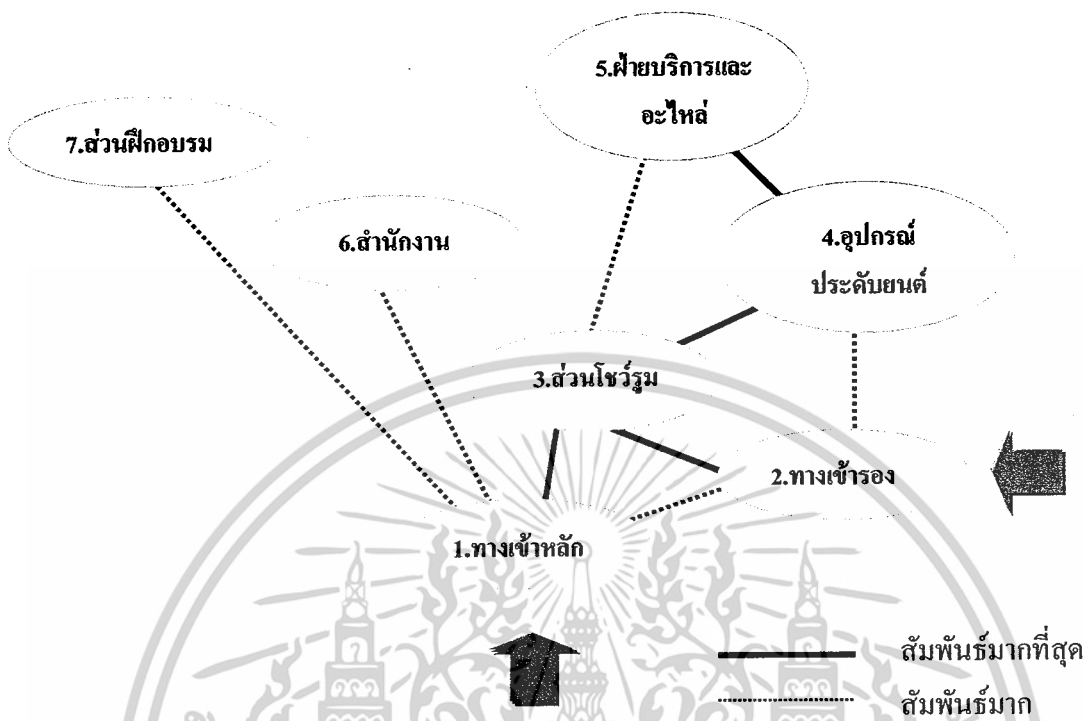 5.ฝ่ายบริการและ
อะไหล่
7.ส่วนฝึกอบรม
6.สำนักงาน
4.อุปกรณ์
ประดับยนต์
3.ส่วนโชว์รูม
2.ทางเข้ารอง
1.ทางเข้าหลัก
สัมพันธ์มากที่สุด
สัมพันธ์มาก